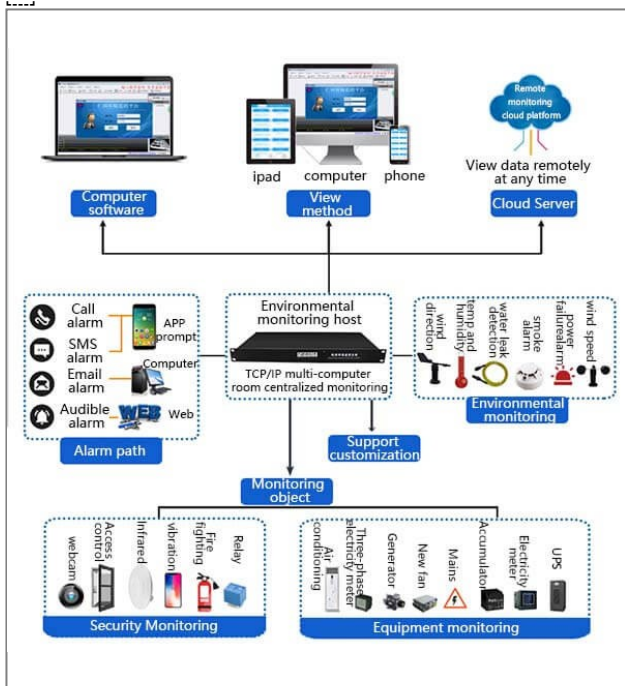 Remote
monitoring
cloud platform
ipad
computer
phone
View data remotely
at any time
Computer
software
View
method
Cloud Server
Call
alarm
SMS
alarm
Email
alarm
Audible
alarm
APP
prompt
Computer
WEB
Web
Alarm path
Environmental
monitoring host
TCP/IP multi-computer
room centralized monitoring
wind
direction
temp and
humidity
water leak
detection
smoke
alarm
power
failurealarm
wind speed
Environmental
monitoring
Support
customization
Monitoring
object
webcam
Access
control
Infrared
vibration
Fire
fighting
Relay
Security Monitoring
Air
conditioning
Three-phase
electricity meter
Generator
New fan
Mains
Accumulator
Electricity
meter
UPS
Equipment monitoring